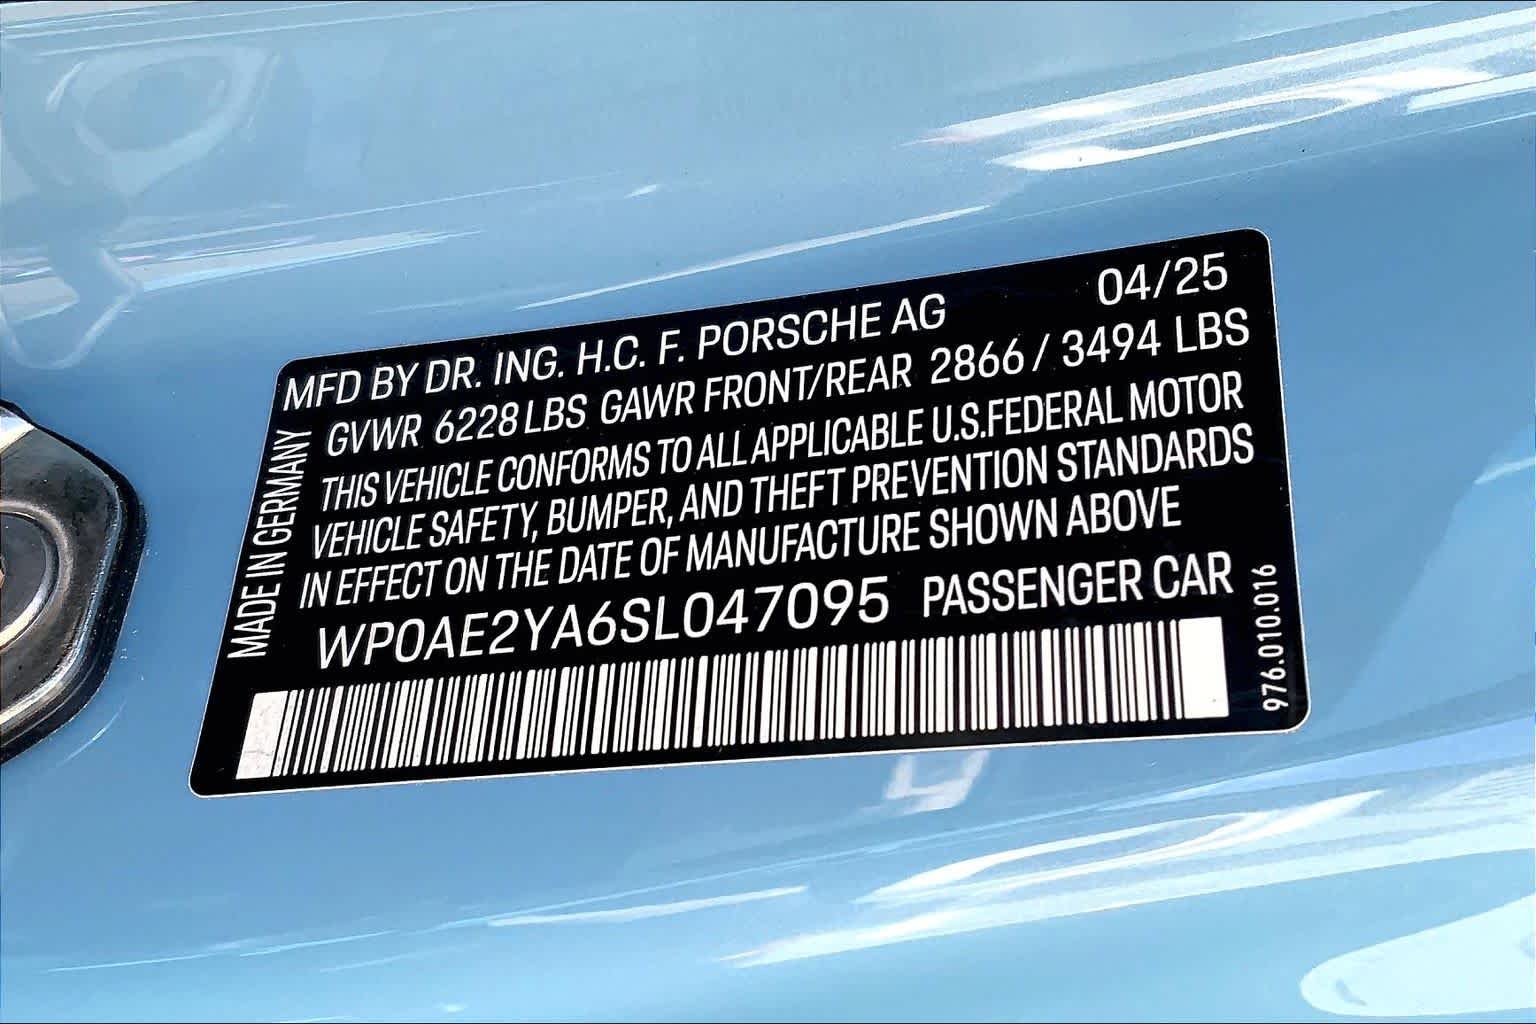 MFD BY DR. ING. H.C. F. PORSCHE AG 04/25
GVWR 6228 LBS GAWR FRONT/REAR 2866 / 3494 LBS
THIS VEHICLE CONFORMS TO ALL APPLICABLE U.S.FEDERAL MOTOR
VEHICLE SAFETY, BUMPER, AND THEFT PREVENTION STANDARDS
IN EFFECT ON THE DATE OF MANUFACTURE SHOWN ABOVE
WP0AE2YA6SL047095 PASSENGER CAR
MADE IN GERMANY
976.010.016